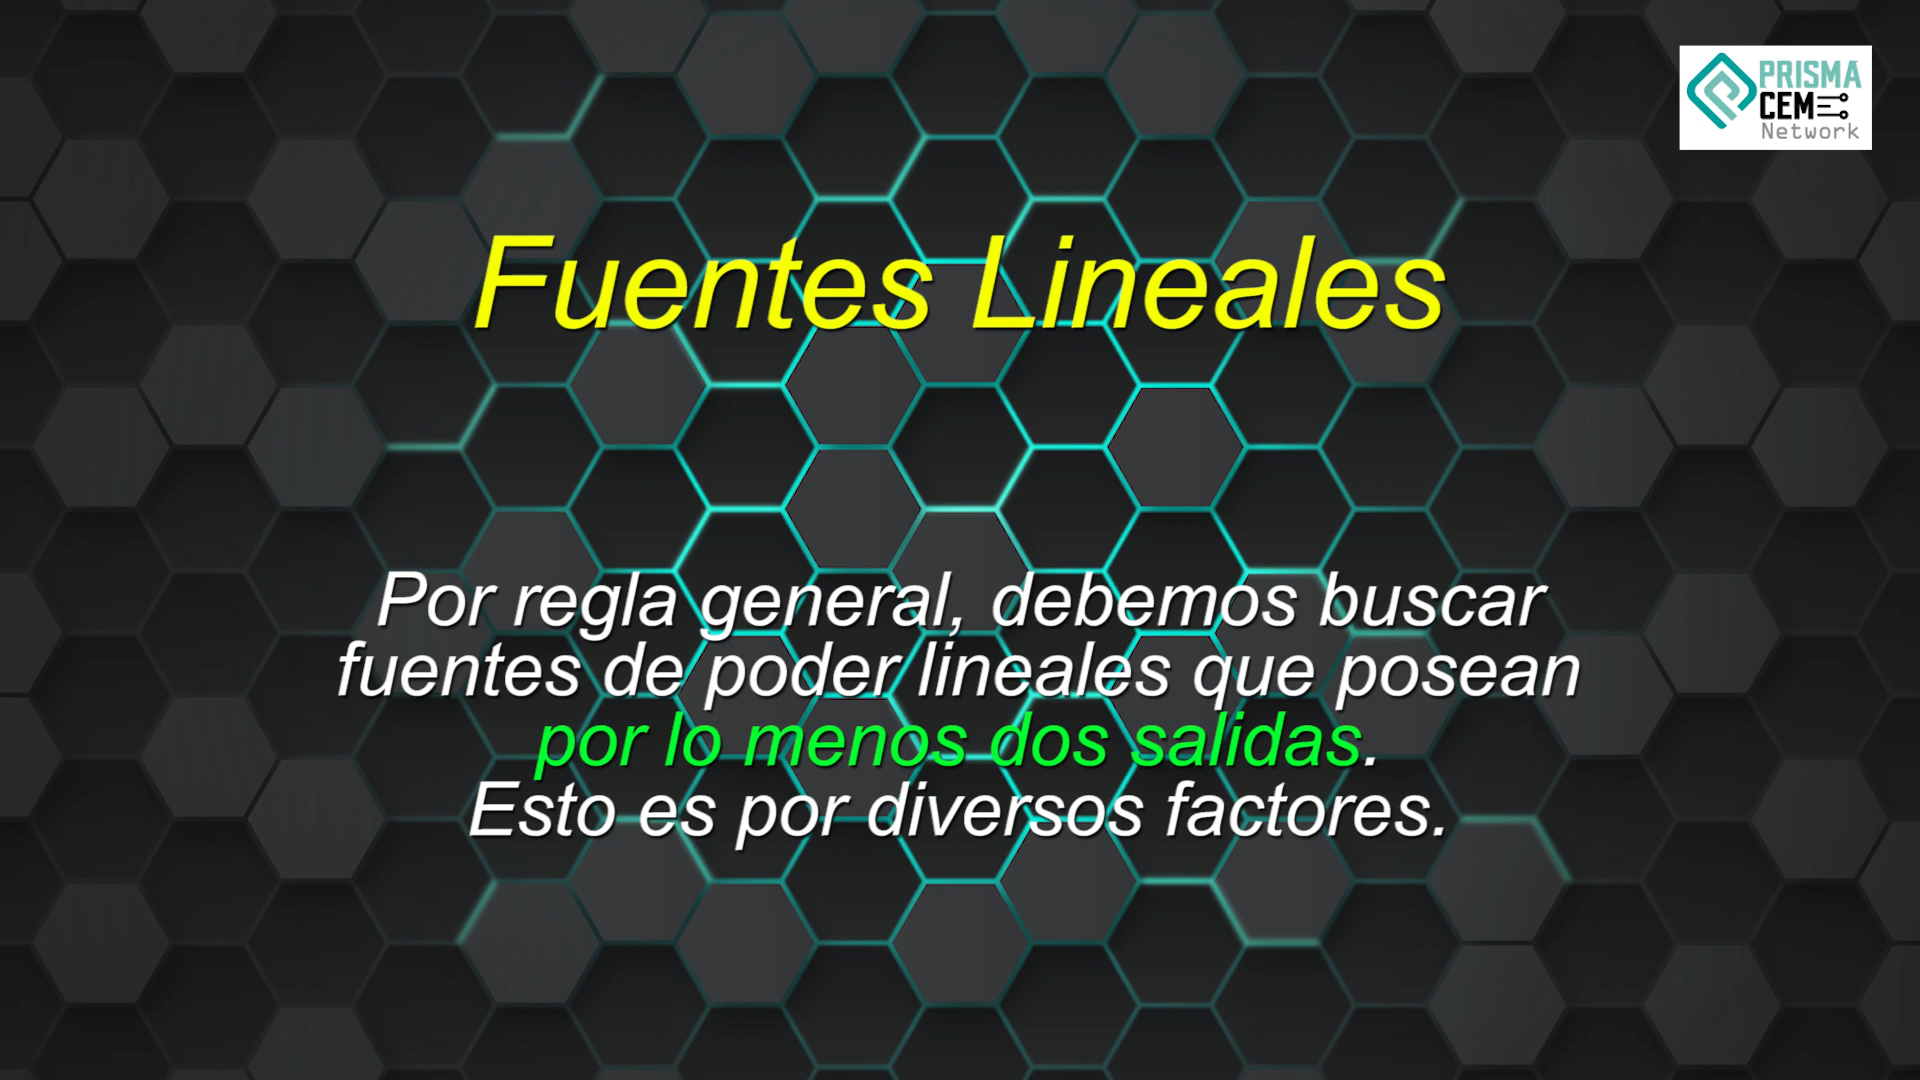 PRISMA
CEM
Network
Fuentes Lineales
Por regla general, debemos buscar
fuentes de poder lineales que posean
por lo menos dos salidas.
Esto es por diversos factores.